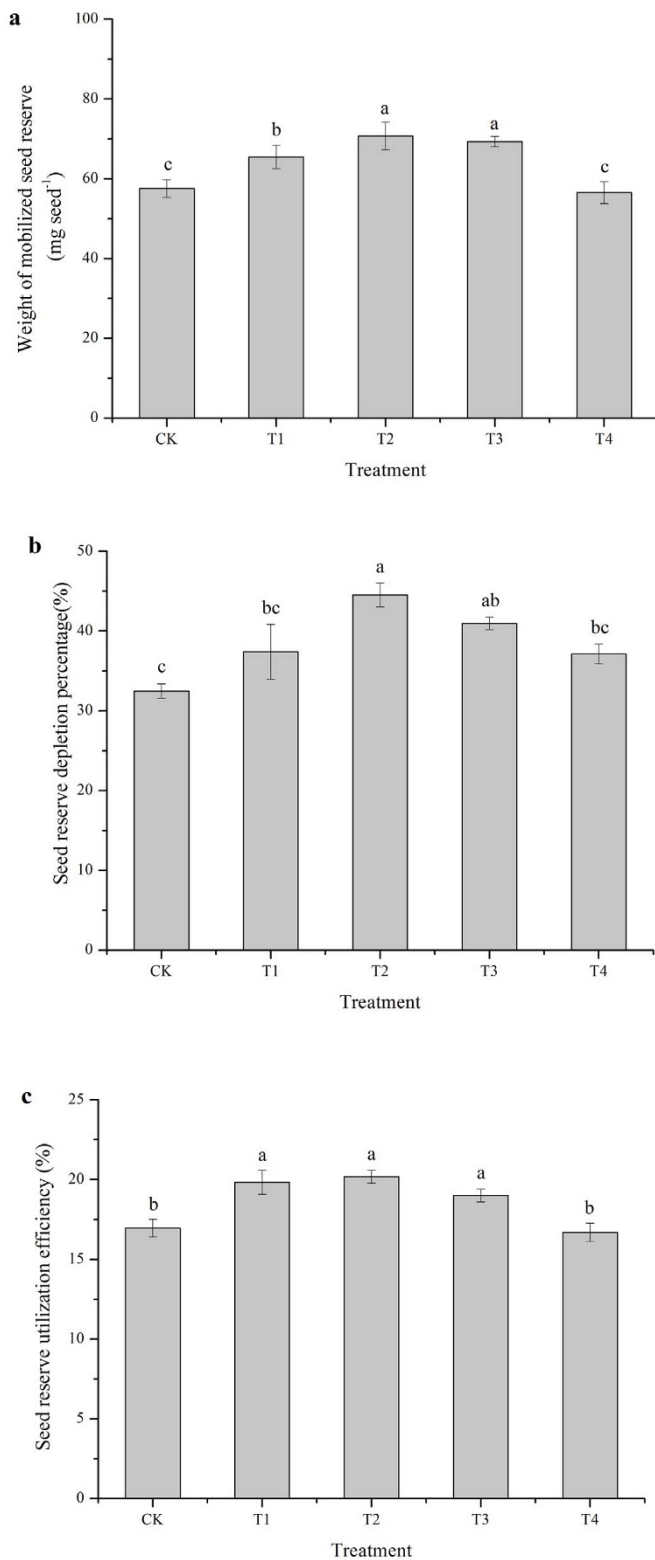 a
Weight of mobilized seed reserve
(mg seed⁻¹)
100
80
60
40
20
0
c
b
a
a
c
CK T1 T2 T3 T4
Treatment
b
Seed reserve depletion percentage(%)
50
40
30
20
10
0
c
bc
a
ab
bc
CK T1 T2 T3 T4
Treatment
c
Seed reserve utilization efficiency (%)
25
20
15
10
5
0
b
a
a
a
b
CK T1 T2 T3 T4
Treatment